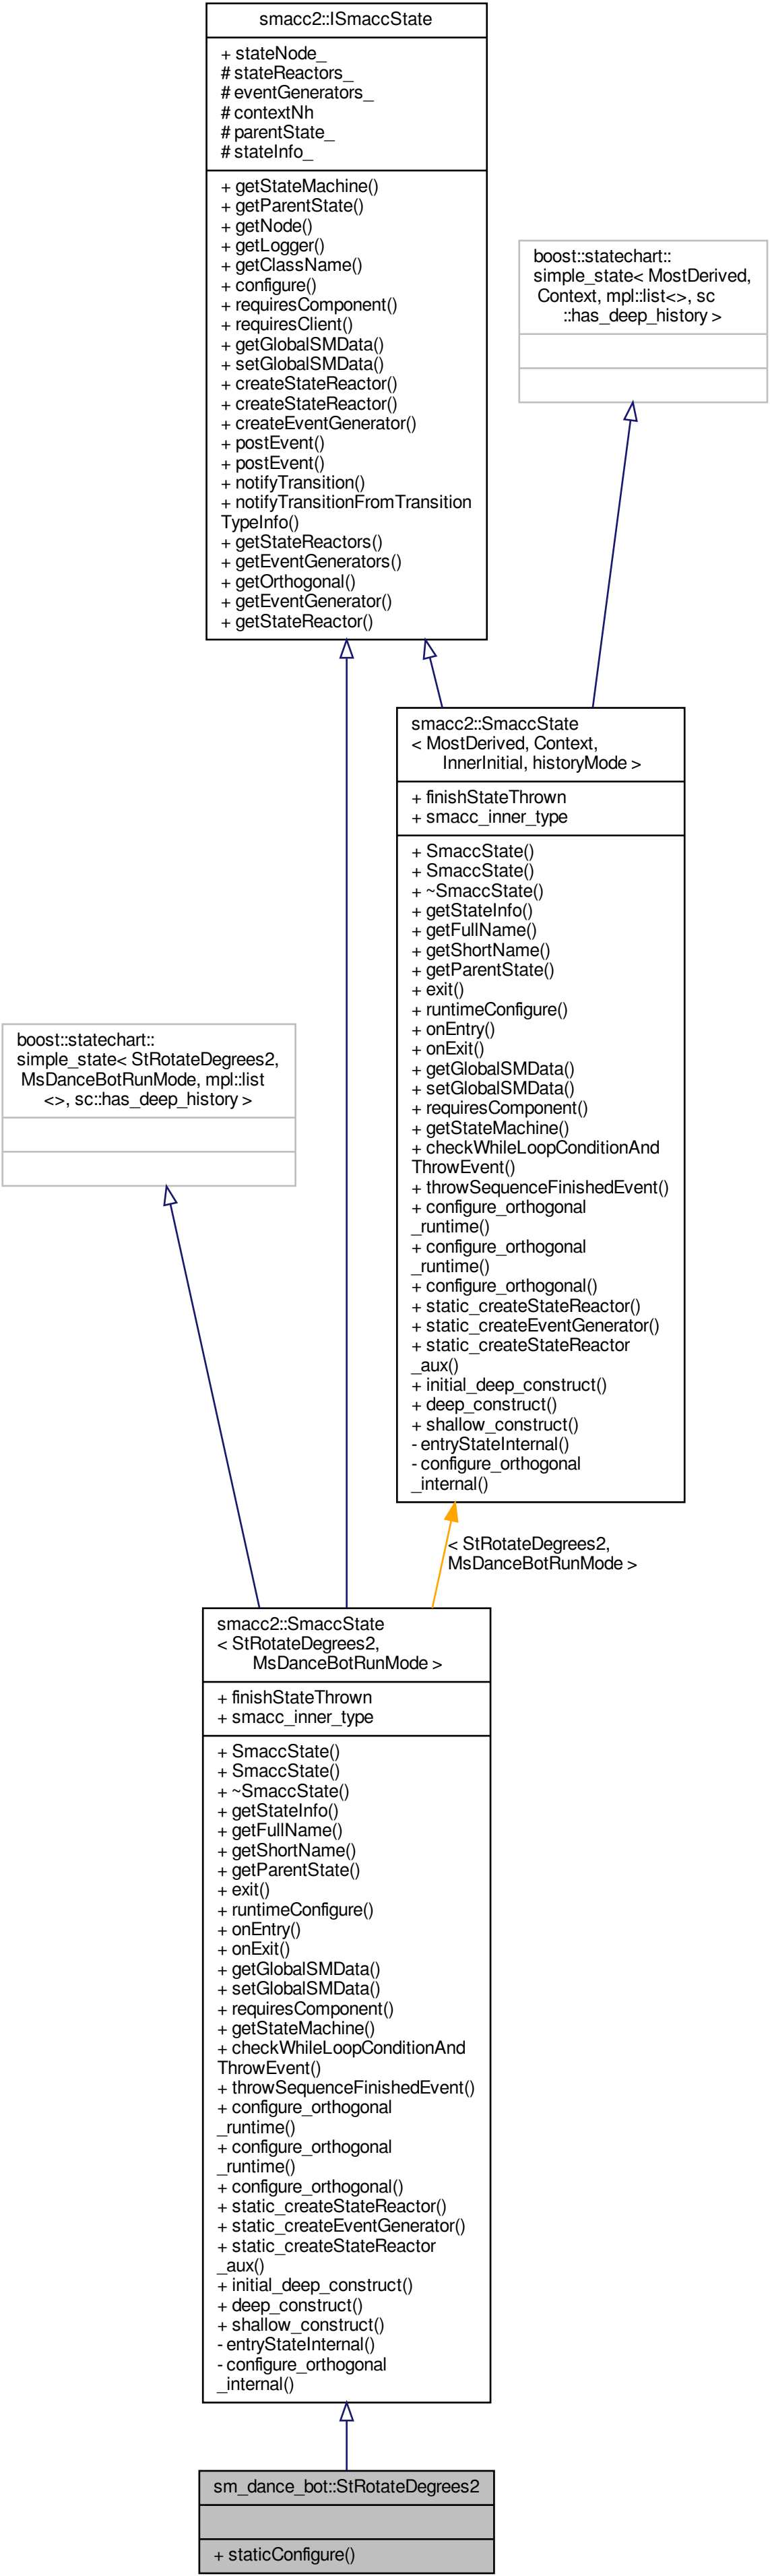 smacc2::ISmaccState
+ stateNode_
# stateReactors_
# eventGenerators_
# contextNh
# parentState_
# stateInfo_
+ getStateMachine()
+ getParentState()
+ getNode()
+ getLogger()
+ getClassName()
+ configure()
+ requiresComponent()
+ requiresClient()
+ getGlobalSMData()
+ setGlobalSMData()
+ createStateReactor()
+ createStateReactor()
+ createEventGenerator()
+ postEvent()
+ postEvent()
+ notifyTransition()
+ notifyTransitionFromTransition
TypeInfo()
+ getStateReactors()
+ getEventGenerators()
+ getOrthogonal()
+ getEventGenerator()
+ getStateReactor()
boost::statechart::
simple_state< MostDerived,
Context, mpl::list<>, sc
::has_deep_history >
smacc2::SmaccState
< MostDerived, Context,
InnerInitial, historyMode >
+ finishStateThrown
+ smacc_inner_type
+ SmaccState()
+ SmaccState()
+ ~SmaccState()
+ getStateInfo()
+ getFullName()
+ getShortName()
+ getParentState()
+ exit()
+ runtimeConfigure()
+ onEntry()
+ onExit()
+ getGlobalSMData()
+ setGlobalSMData()
+ requiresComponent()
+ getStateMachine()
+ checkWhileLoopConditionAnd
ThrowEvent()
+ throwSequenceFinishedEvent()
+ configure_orthogonal
_runtime()
+ configure_orthogonal
_runtime()
+ configure_orthogonal()
+ static_createStateReactor()
+ static_createEventGenerator()
+ static_createStateReactor
_aux()
+ initial_deep_construct()
+ deep_construct()
+ shallow_construct()
- entryStateInternal()
- configure_orthogonal
_internal()
boost::statechart::
simple_state< StRotateDegrees2,
MsDanceBotRunMode, mpl::list
<>, sc::has_deep_history >
< StRotateDegrees2,
MsDanceBotRunMode >
smacc2::SmaccState
< StRotateDegrees2,
MsDanceBotRunMode >
+ finishStateThrown
+ smacc_inner_type
+ SmaccState()
+ SmaccState()
+ ~SmaccState()
+ getStateInfo()
+ getFullName()
+ getShortName()
+ getParentState()
+ exit()
+ runtimeConfigure()
+ onEntry()
+ onExit()
+ getGlobalSMData()
+ setGlobalSMData()
+ requiresComponent()
+ getStateMachine()
+ checkWhileLoopConditionAnd
ThrowEvent()
+ throwSequenceFinishedEvent()
+ configure_orthogonal
_runtime()
+ configure_orthogonal
_runtime()
+ configure_orthogonal()
+ static_createStateReactor()
+ static_createEventGenerator()
+ static_createStateReactor
_aux()
+ initial_deep_construct()
+ deep_construct()
+ shallow_construct()
- entryStateInternal()
- configure_orthogonal
_internal()
sm_dance_bot::StRotateDegrees2
+ staticConfigure()